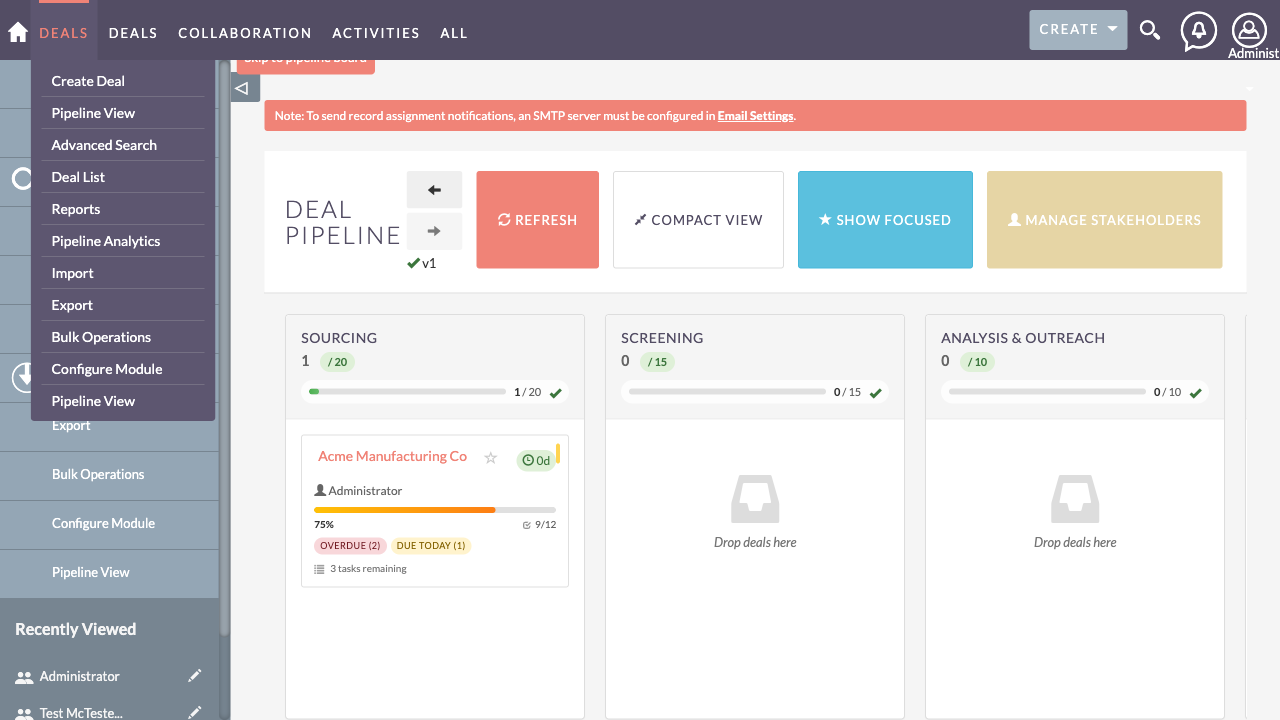 DEALS DEALS COLLABORATION ACTIVITIES ALL CREATE Administ
Create Deal
Pipeline View
Advanced Search
Deal List
Reports
Pipeline Analytics
Import
Export
Bulk Operations
Configure Module
Pipeline View
Export
Bulk Operations
Configure Module
Pipeline View
Recently Viewed
Administrator
Test McTeste...
Skip to pipeline board
Note: To send record assignment notifications, an SMTP server must be configured in Email Settings.
DEAL
PIPELINE
v1
REFRESH
COMPACT VIEW
SHOW FOCUSED
MANAGE STAKEHOLDERS
SOURCING
1 / 20
1 / 20
Acme Manufacturing Co 0d
Administrator
75% 9/12
OVERDUE (2) DUE TODAY (1)
3 tasks remaining
SCREENING
0 / 15
0 / 15
Drop deals here
ANALYSIS & OUTREACH
0 / 10
0 / 10
Drop deals here